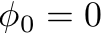 ϕ₀ = 0